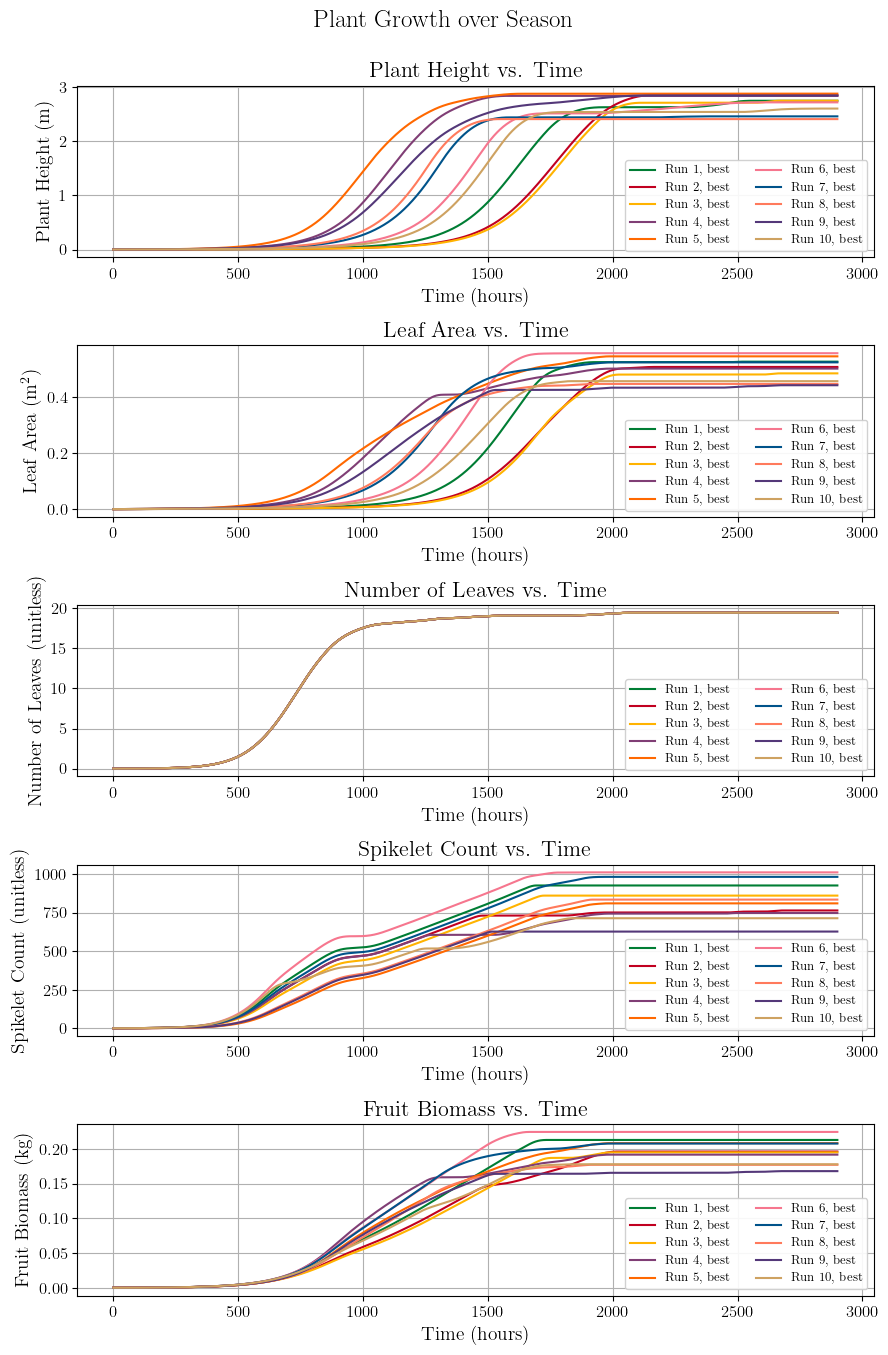 Plant Growth over Season
Plant Height vs. Time
Plant Height (m)
3
2
1
0
Run 1, best
Run 2, best
Run 3, best
Run 4, best
Run 5, best
Run 6, best
Run 7, best
Run 8, best
Run 9, best
Run 10, best
0 500 1000 1500 2000 2500 3000
Time (hours)
Leaf Area vs. Time
Leaf Area (m²)
0.4
0.2
0.0
Run 1, best
Run 2, best
Run 3, best
Run 4, best
Run 5, best
Run 6, best
Run 7, best
Run 8, best
Run 9, best
Run 10, best
0 500 1000 1500 2000 2500 3000
Time (hours)
Number of Leaves vs. Time
Number of Leaves (unitless)
20
15
10
5
0
Run 1, best
Run 2, best
Run 3, best
Run 4, best
Run 5, best
Run 6, best
Run 7, best
Run 8, best
Run 9, best
Run 10, best
0 500 1000 1500 2000 2500 3000
Time (hours)
Spikelet Count vs. Time
Spikelet Count (unitless)
1000
750
500
250
0
Run 1, best
Run 2, best
Run 3, best
Run 4, best
Run 5, best
Run 6, best
Run 7, best
Run 8, best
Run 9, best
Run 10, best
0 500 1000 1500 2000 2500 3000
Time (hours)
Fruit Biomass vs. Time
Fruit Biomass (kg)
0.20
0.15
0.10
0.05
0.00
Run 1, best
Run 2, best
Run 3, best
Run 4, best
Run 5, best
Run 6, best
Run 7, best
Run 8, best
Run 9, best
Run 10, best
0 500 1000 1500 2000 2500 3000
Time (hours)